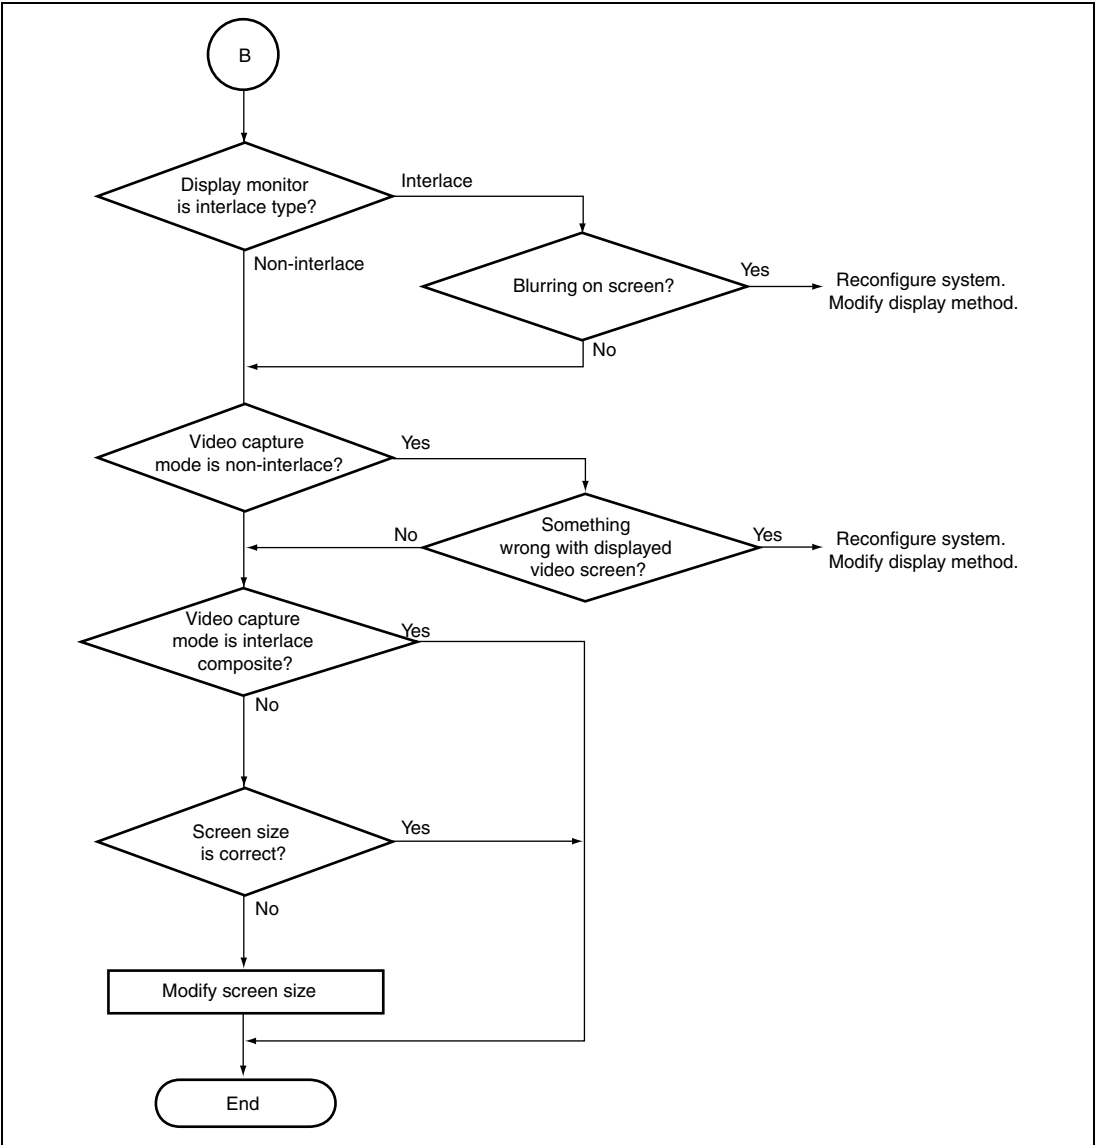 B
Display monitor
is interlace type?
Interlace
Non-interlace
Blurring on screen?
Yes
Reconfigure system.
Modify display method.
No
Video capture
mode is non-interlace?
Yes
Something
wrong with displayed
video screen?
No
Yes
Reconfigure system.
Modify display method.
Video capture
mode is interlace
composite?
Yes
No
Screen size
is correct?
Yes
No
Modify screen size
End